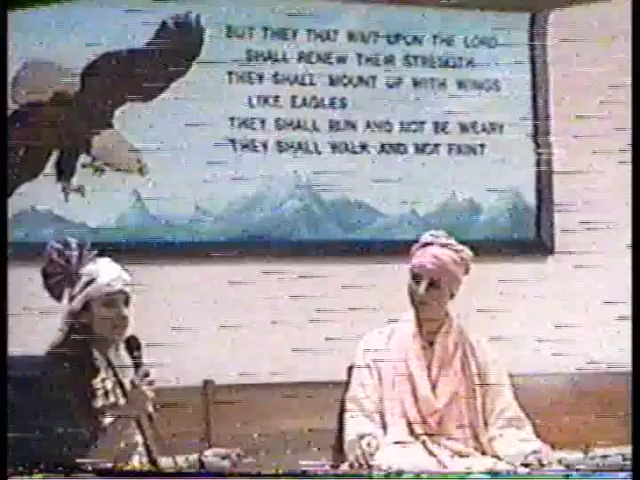 BUT THEY THAT WAIT UPON THE LORD
SHALL RENEW THEIR STRENGTH
THEY SHALL MOUNT UP WITH WINGS
LIKE EAGLES
THEY SHALL RUN AND NOT BE WEARY
THEY SHALL WALK AND NOT FAINT